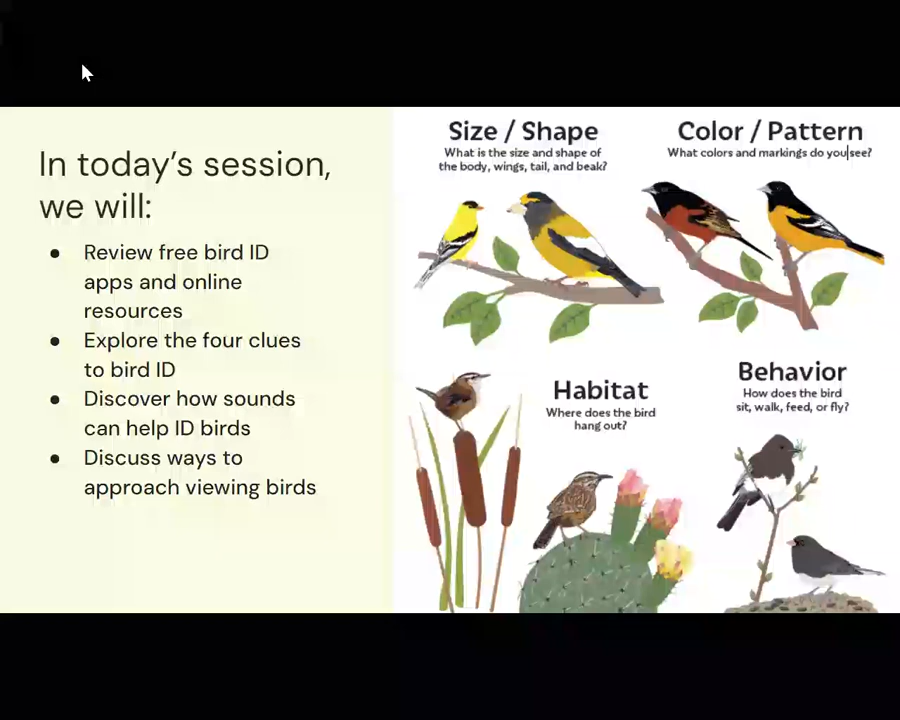 In today's session,
we will:
● Review free bird ID
apps and online
resources
● Explore the four clues
to bird ID
● Discover how sounds
can help ID birds
● Discuss ways to
approach viewing birds
Size / Shape
What is the size and shape of
the body, wings, tail, and beak?
Color / Pattern
What colors and markings do you see?
Habitat
Where does the bird
hang out?
Behavior
How does the bird
sit, walk, feed, or fly?